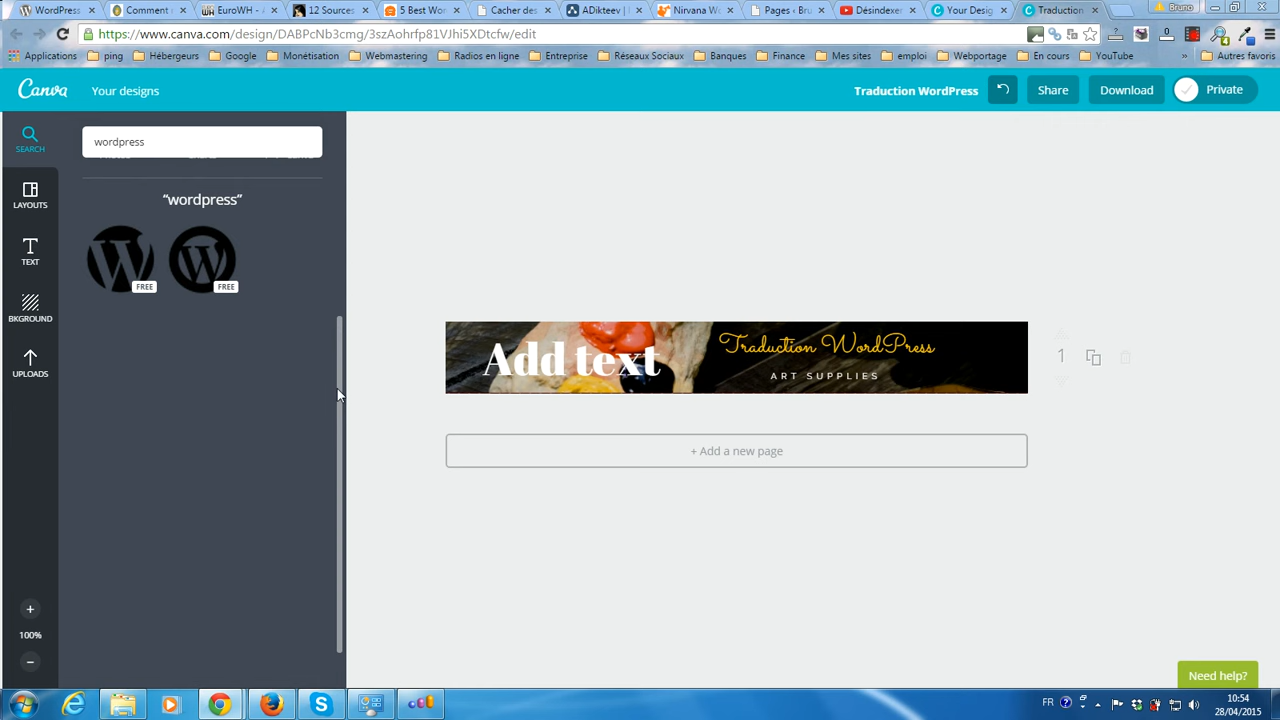 WordPress
Comment c
EuroWH - A
12 Sources
5 Best Wor
Cacher des
ADikteev |
Nirvana Wo
Pages ‹ Bru
Désindexer
Your Desig
Traduction
Bruno
https://www.canva.com/design/DABPcNb3cmg/3szAohrfp81VJhi5XDtcfw/edit
Applications
ping
Hébergeurs
Google
Monétisation
Webmastering
Radios en ligne
Entreprise
Réseaux Sociaux
Banques
Finance
Mes sites
emploi
Webportage
En cours
YouTube
»
Autres favoris
Canva
Your designs
Traduction WordPress
Share
Download
Private
SEARCH
LAYOUTS
TEXT
BKGROUND
UPLOADS
+
100%
−
wordpress
“wordpress”
FREE
FREE
Add text
Traduction WordPress
ART SUPPLIES
1
+ Add a new page
Need help?
FR
10:54
28/04/2015